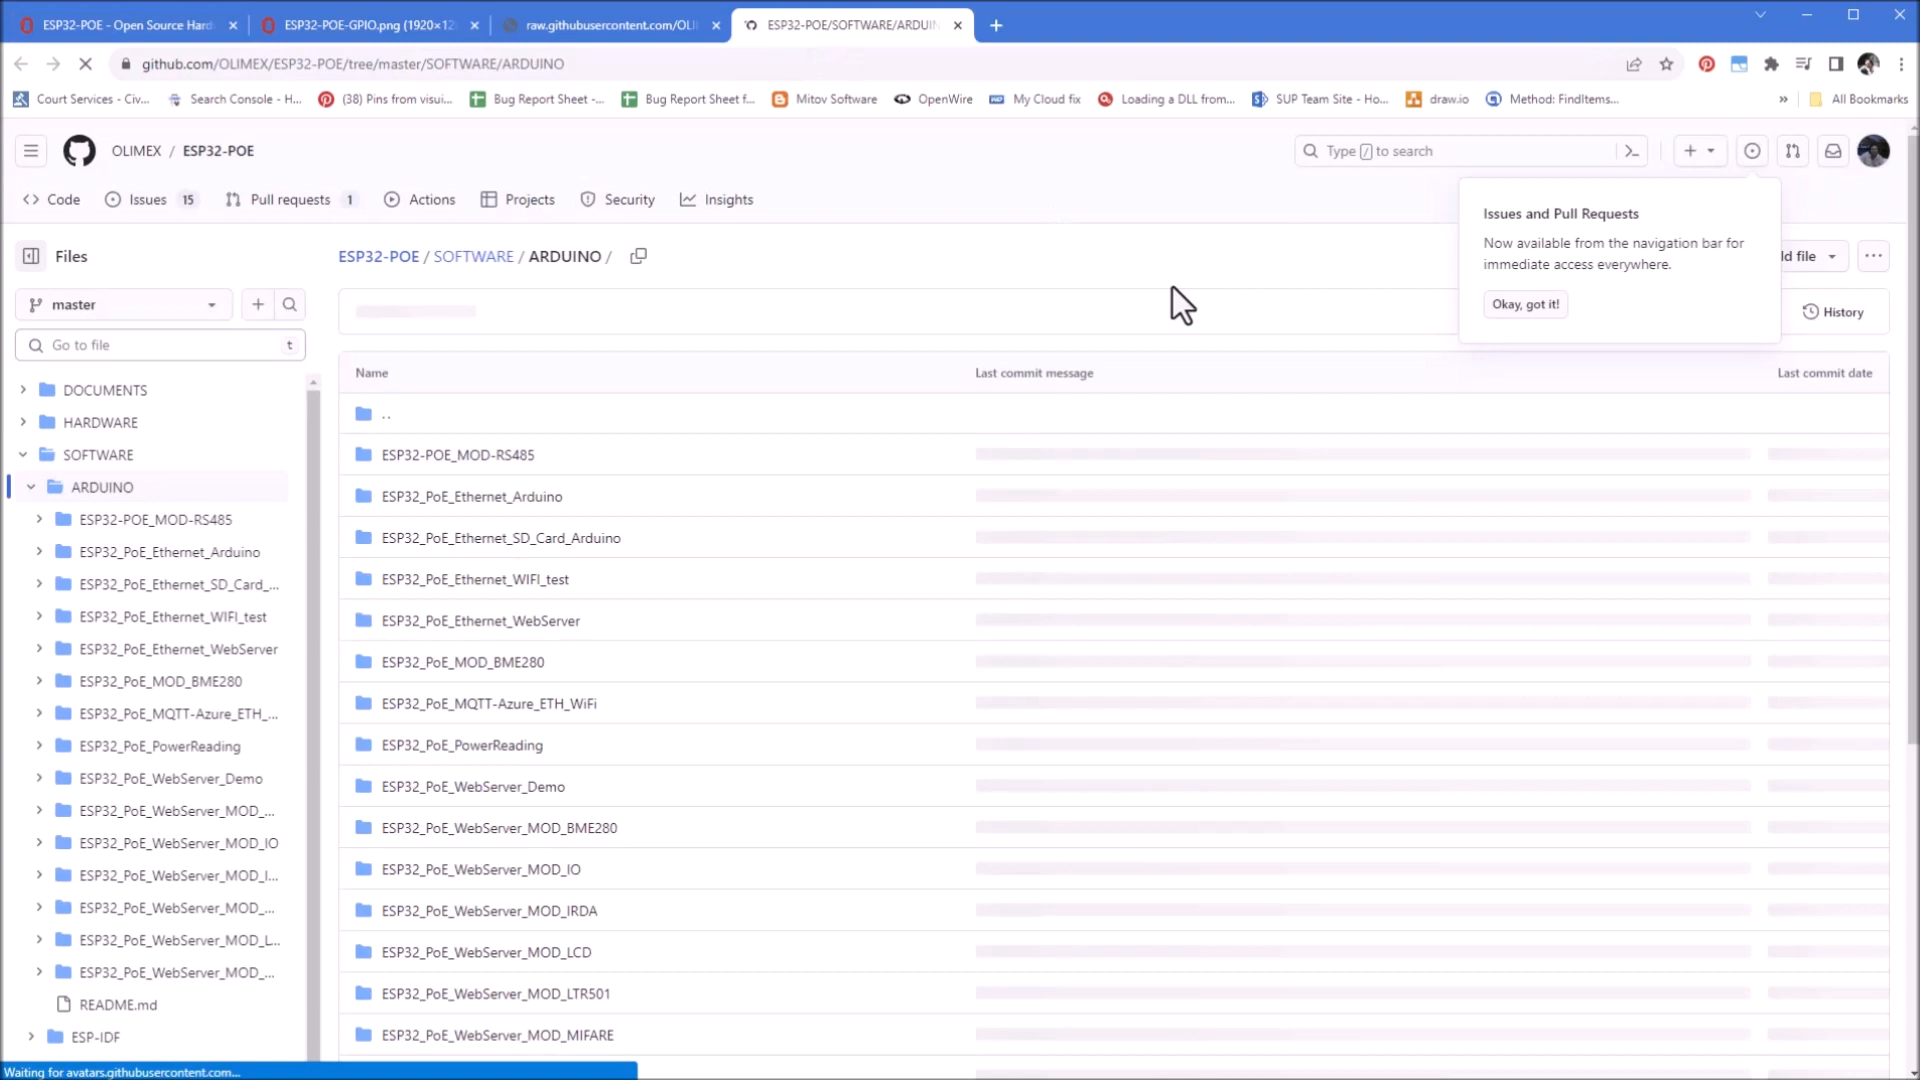 ESP32-POE - Open Source Hard
ESP32-POE-GPIO.png (1920×12
raw.githubusercontent.com/OLI
ESP32-POE/SOFTWARE/ARDUIN
github.com/OLIMEX/ESP32-POE/tree/master/SOFTWARE/ARDUINO
Court Services - Civ...
Search Console - H...
(38) Pins from visui...
Bug Report Sheet -...
Bug Report Sheet f...
Mitov Software
OpenWire
My Cloud fix
Loading a DLL from...
SUP Team Site - Ho...
draw.io
Method: FindItems...
»
All Bookmarks
OLIMEX / ESP32-POE
Type / to search
Code
Issues 15
Pull requests 1
Actions
Projects
Security
Insights
Issues and Pull Requests
Now available from the navigation bar for
immediate access everywhere.
Okay, got it!
Files
ESP32-POE / SOFTWARE / ARDUINO /
ld file
master
History
Go to file t
Name
Last commit message
Last commit date
DOCUMENTS
HARDWARE
SOFTWARE
ARDUINO
ESP32-POE_MOD-RS485
ESP32_PoE_Ethernet_Arduino
ESP32_PoE_Ethernet_SD_Card_...
ESP32_PoE_Ethernet_WIFI_test
ESP32_PoE_Ethernet_WebServer
ESP32_PoE_MOD_BME280
ESP32_PoE_MQTT-Azure_ETH_...
ESP32_PoE_PowerReading
ESP32_PoE_WebServer_Demo
ESP32_PoE_WebServer_MOD_...
ESP32_PoE_WebServer_MOD_IO
ESP32_PoE_WebServer_MOD_I...
ESP32_PoE_WebServer_MOD_...
ESP32_PoE_WebServer_MOD_L...
ESP32_PoE_WebServer_MOD_...
README.md
ESP-IDF
..
ESP32-POE_MOD-RS485
ESP32_PoE_Ethernet_Arduino
ESP32_PoE_Ethernet_SD_Card_Arduino
ESP32_PoE_Ethernet_WIFI_test
ESP32_PoE_Ethernet_WebServer
ESP32_PoE_MOD_BME280
ESP32_PoE_MQTT-Azure_ETH_WiFi
ESP32_PoE_PowerReading
ESP32_PoE_WebServer_Demo
ESP32_PoE_WebServer_MOD_BME280
ESP32_PoE_WebServer_MOD_IO
ESP32_PoE_WebServer_MOD_IRDA
ESP32_PoE_WebServer_MOD_LCD
ESP32_PoE_WebServer_MOD_LTR501
ESP32_PoE_WebServer_MOD_MIFARE
Waiting for avatars.githubusercontent.com...